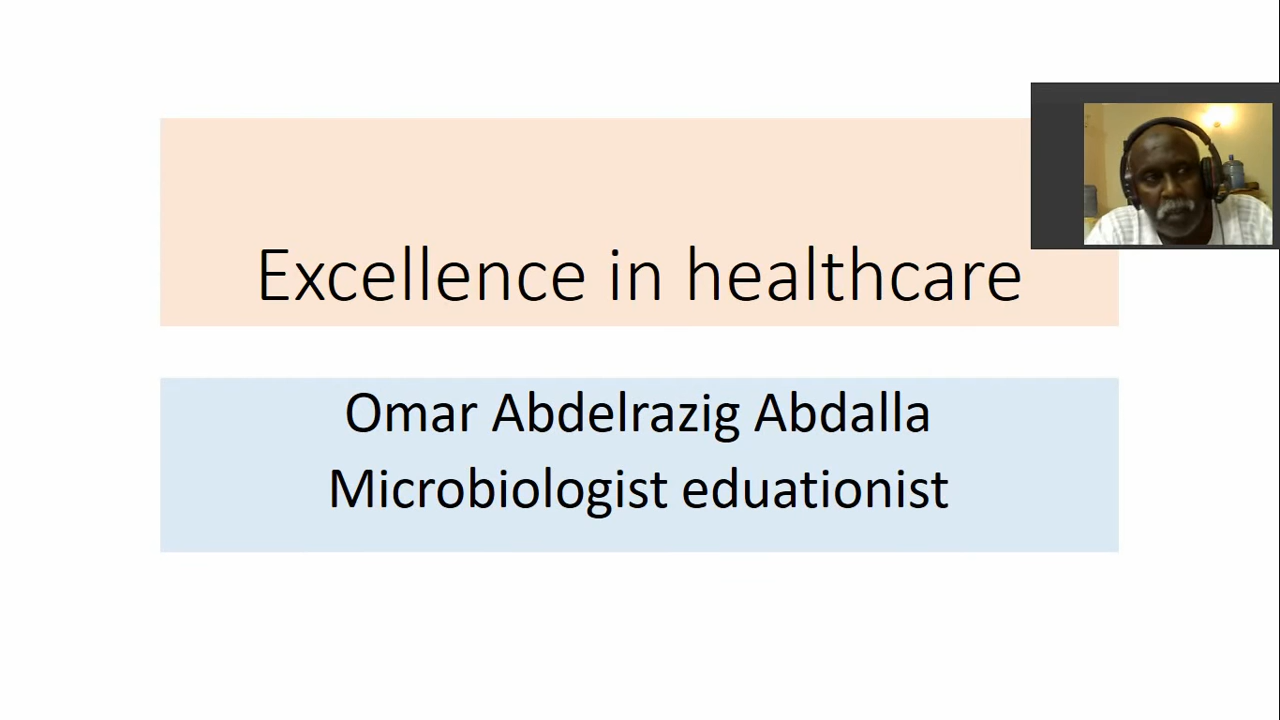 Excellence in healthcare
Omar Abdelrazig Abdalla
Microbiologist eduationist